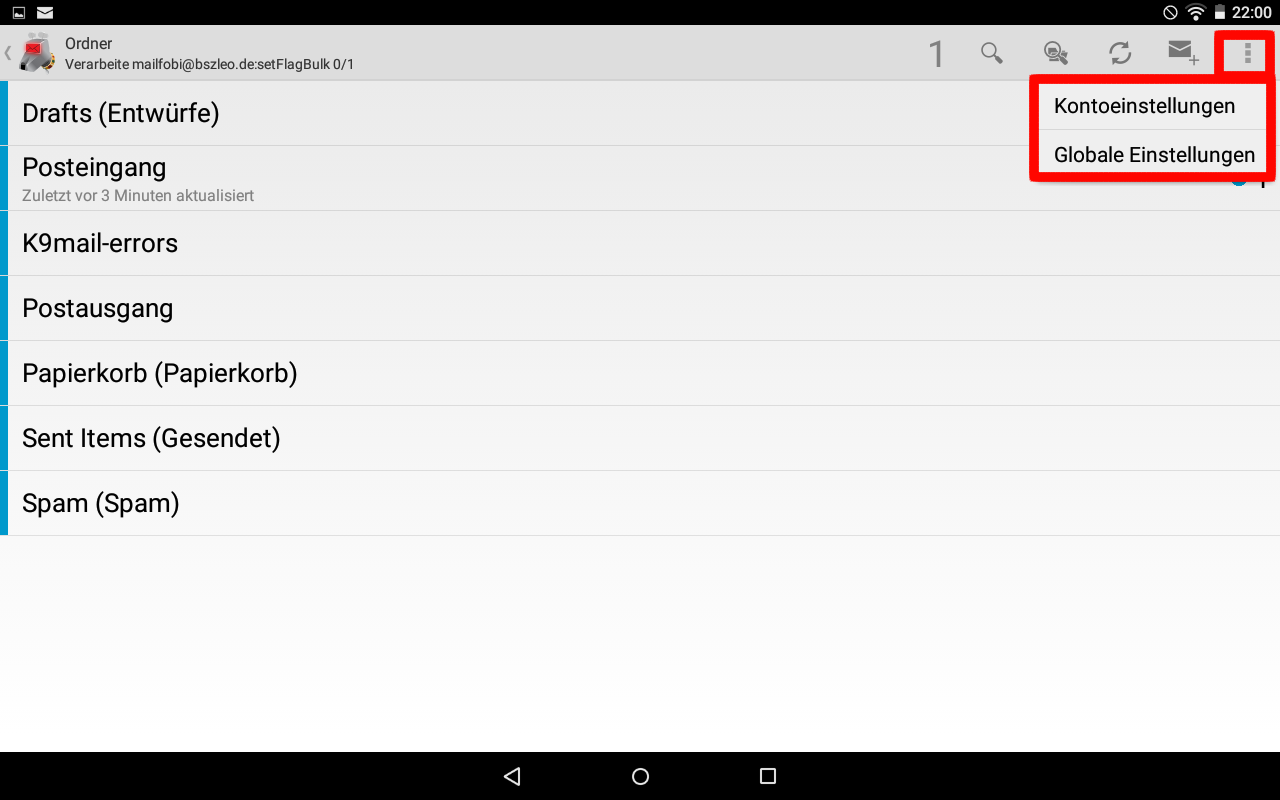 22:00
Ordner
Verarbeite mailfobi@bszleo.de:setFlagBulk 0/1
1
Kontoeinstellungen
Globale Einstellungen
Drafts (Entwürfe)
Posteingang
Zuletzt vor 3 Minuten aktualisiert
K9mail-errors
Postausgang
Papierkorb (Papierkorb)
Sent Items (Gesendet)
Spam (Spam)